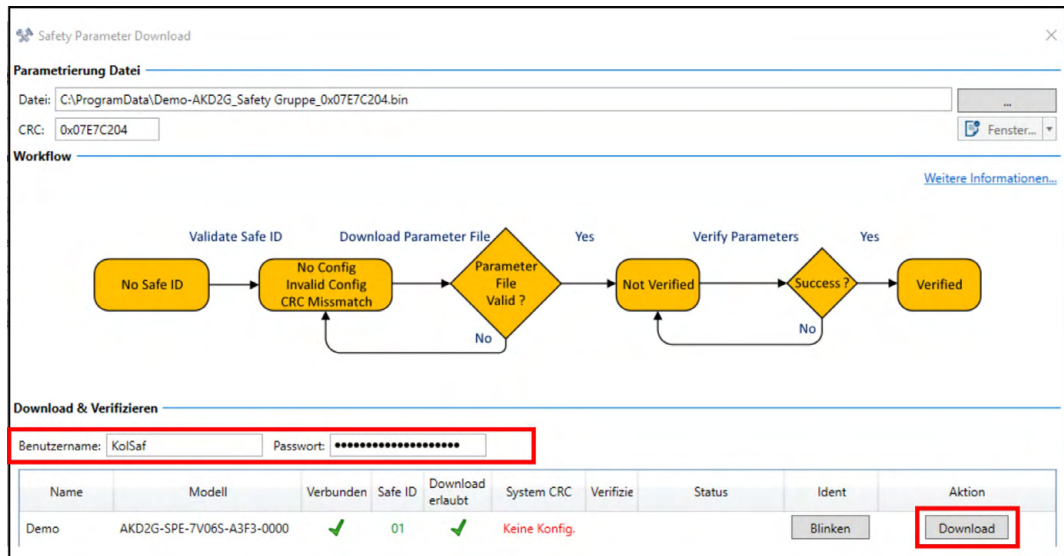 Safety Parameter Download
Parametrierung Datei
Datei: C:\ProgramData\Demo-AKD2G_Safety Gruppe_0x07E7C204.bin ...
CRC: 0x07E7C204 Fenster...
Workflow
Weitere Informationen...
Validate Safe ID Download Parameter File Yes Verify Parameters Yes
No Safe ID
No Config
Invalid Config
CRC Missmatch
Parameter
File
Valid ?
Not Verified
Success ?
Verified
No
No
Download & Verifizieren
Benutzername: KolSaf Passwort: ••••••••••••••••••••
Name Modell Verbunden Safe ID Download erlaubt System CRC Verifizie Status Ident Aktion
Demo AKD2G-SPE-7V06S-A3F3-0000 01 Keine Konfig. Blinken Download